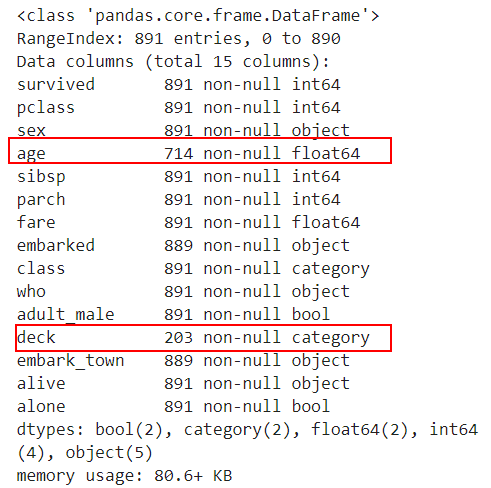 <class 'pandas.core.frame.DataFrame'>
RangeIndex: 891 entries, 0 to 890
Data columns (total 15 columns):
survived       891 non-null int64
pclass         891 non-null int64
sex            891 non-null object
age            714 non-null float64
sibsp          891 non-null int64
parch          891 non-null int64
fare           891 non-null float64
embarked       889 non-null object
class          891 non-null category
who            891 non-null object
adult_male     891 non-null bool
deck           203 non-null category
embark_town    889 non-null object
alive          891 non-null object
alone          891 non-null bool
dtypes: bool(2), category(2), float64(2), int64
(4), object(5)
memory usage: 80.6+ KB